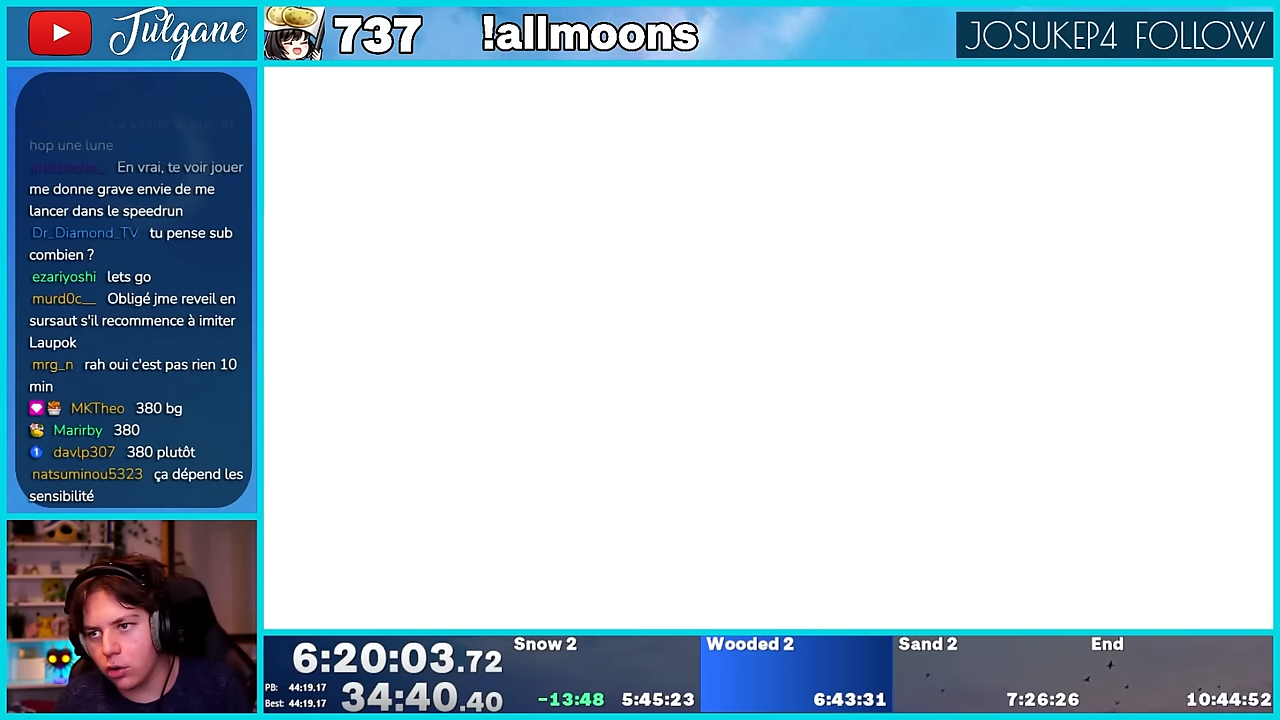 Julgane
737 !allmoons
JOSUKEP4 FOLLOW
hop une lune
En vrai, te voir jouer
me donne grave envie de me
lancer dans le speedrun
Dr_Diamond_TV tu pense sub
combien ?
ezariyoshi lets go
murd0c__ Obligé jme reveil en
sursaut s'il recommence à imiter
Laupok
mrg_n rah oui c'est pas rien 10
min
MKTheo 380 bg
Marirby 380
1 davlp307 380 plutôt
natsuminou5323 ça dépend les
sensibilité
6:20:03.72
PB: 44:19.17
Best: 44:19.17
34:40.40
Snow 2
-13:48 5:45:23
Wooded 2
6:43:31
Sand 2
7:26:26
End
10:44:52